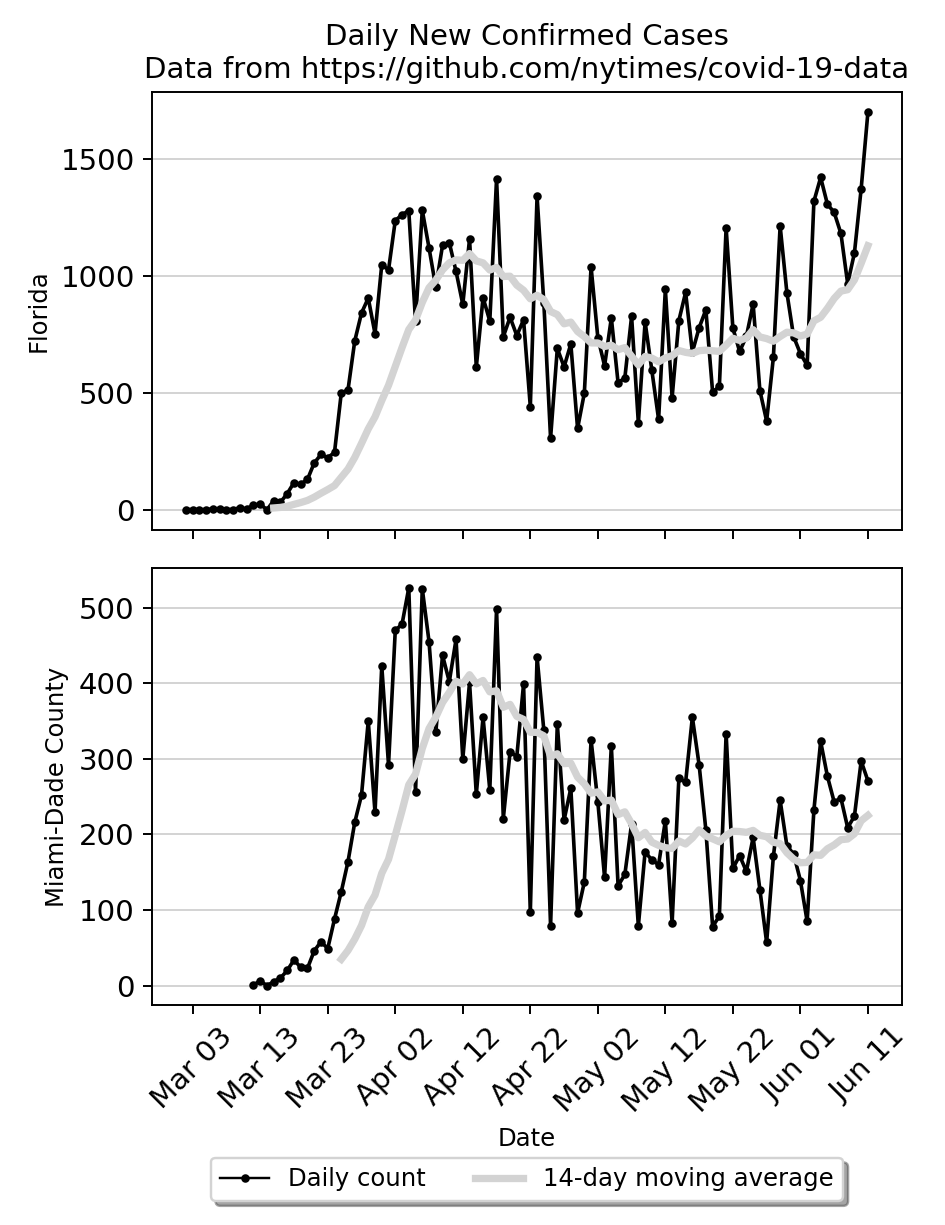 Daily New Confirmed Cases
Data from https://github.com/nytimes/covid-19-data
1500
1000
500
0
Florida
500
400
300
200
100
0
Miami-Dade County
Mar 03
Mar 13
Mar 23
Apr 02
Apr 12
Apr 22
May 02
May 12
May 22
Jun 01
Jun 11
Date
Daily count
14-day moving average